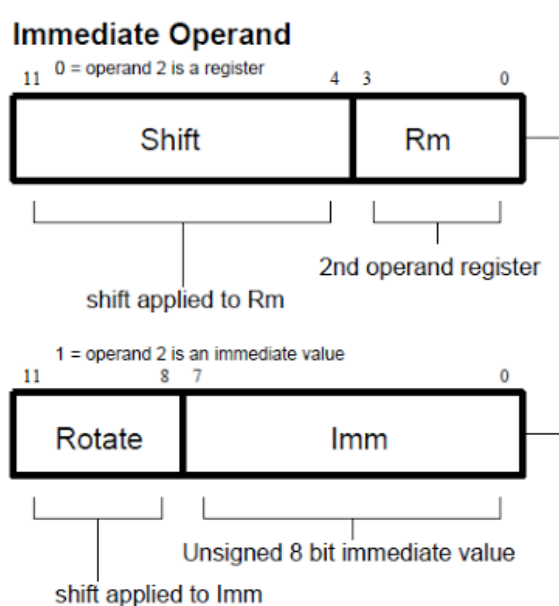 Immediate Operand
0 = operand 2 is a register
11 4 3 0
Shift Rm
2nd operand register
shift applied to Rm
1 = operand 2 is an immediate value
11 8 7 0
Rotate Imm
Unsigned 8 bit immediate value
shift applied to Imm